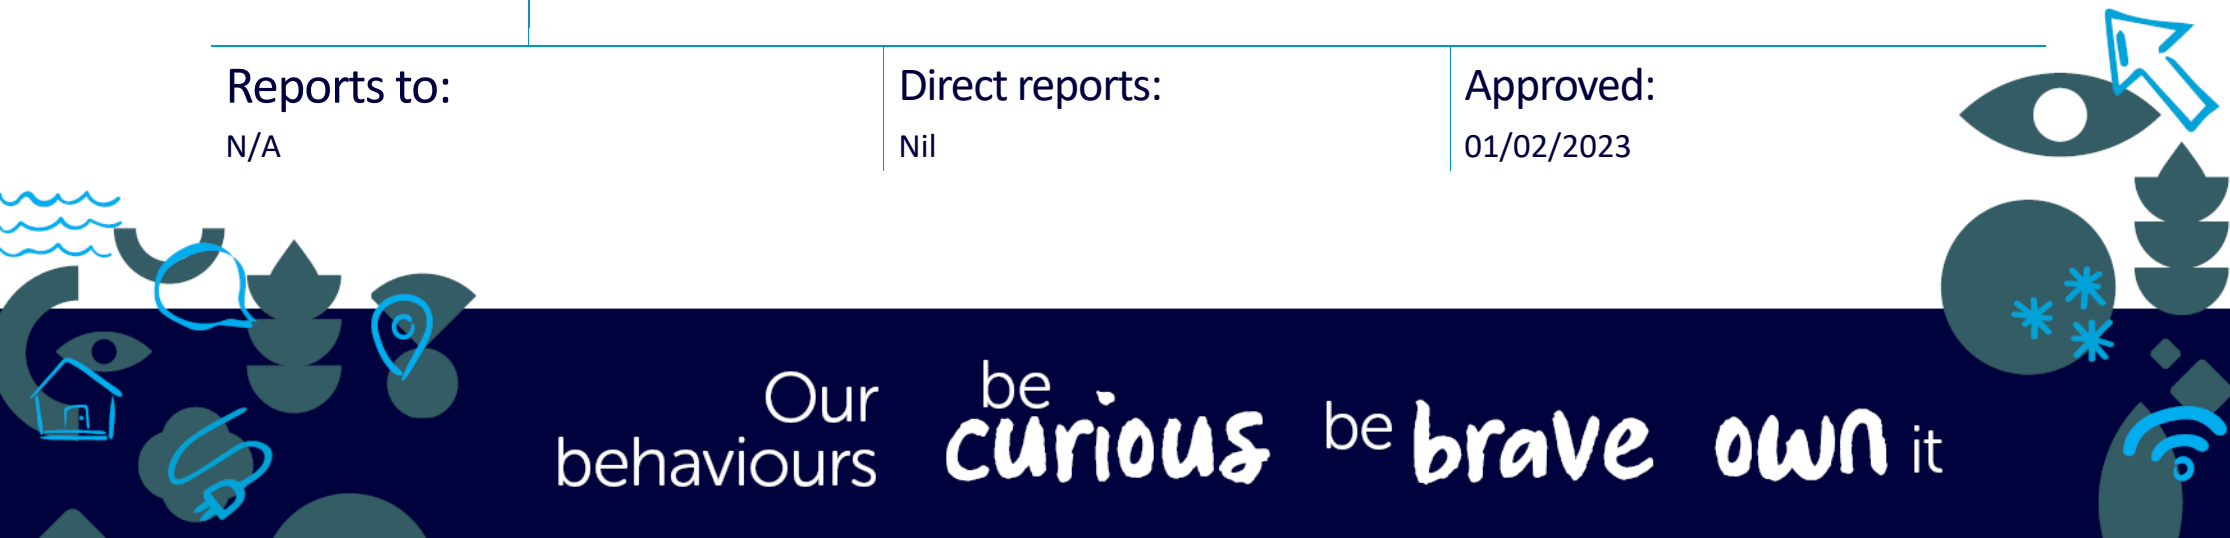 Reports to:
N/A
Direct reports:
Nil
Approved:
01/02/2023
Our
behaviours
be
curious
be brave
own it